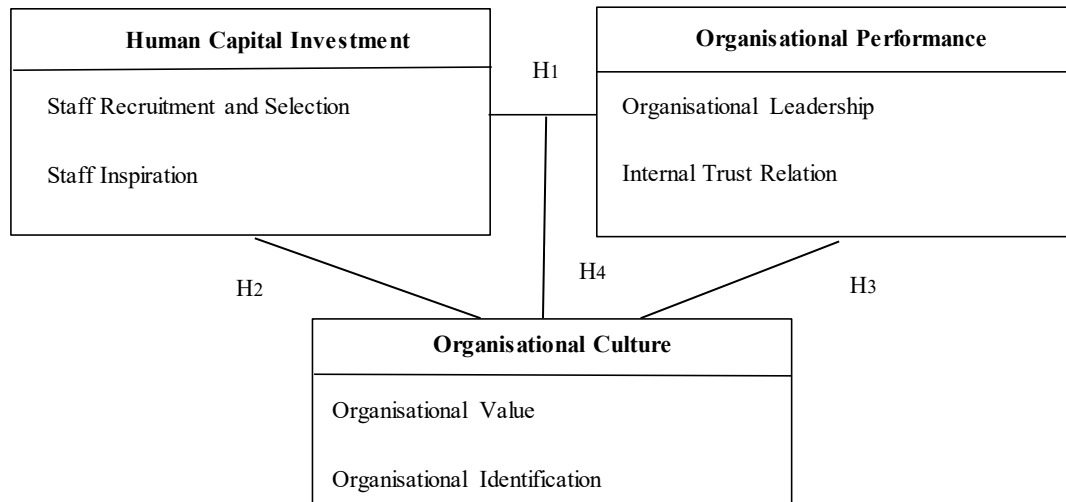 Human Capital Investment
Staff Recruitment and Selection
Staff Inspiration
H1
Organisational Performance
Organisational Leadership
Internal Trust Relation
H2
H4
H3
Organisational Culture
Organisational Value
Organisational Identification